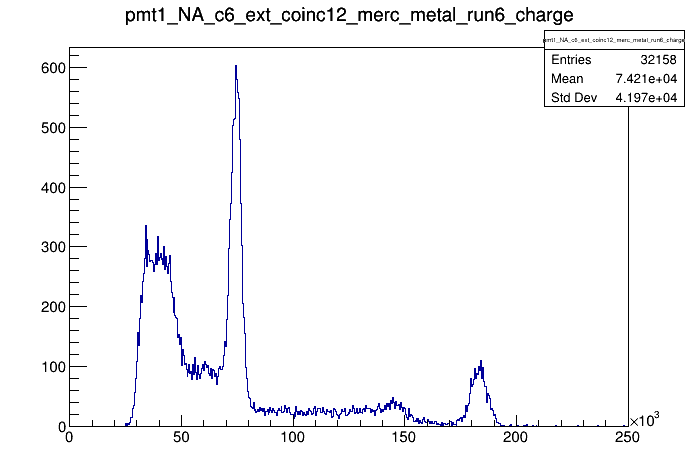 pmt1_NA_c6_ext_coinc12_merc_metal_run6_charge
pmt1_NA_c6_ext_coinc12_merc_metal_run6_charge
Entries 32158
Mean 7.421e+04
Std Dev 4.197e+04
600
500
400
300
200
100
0
0 50 100 150 200 250
×10³